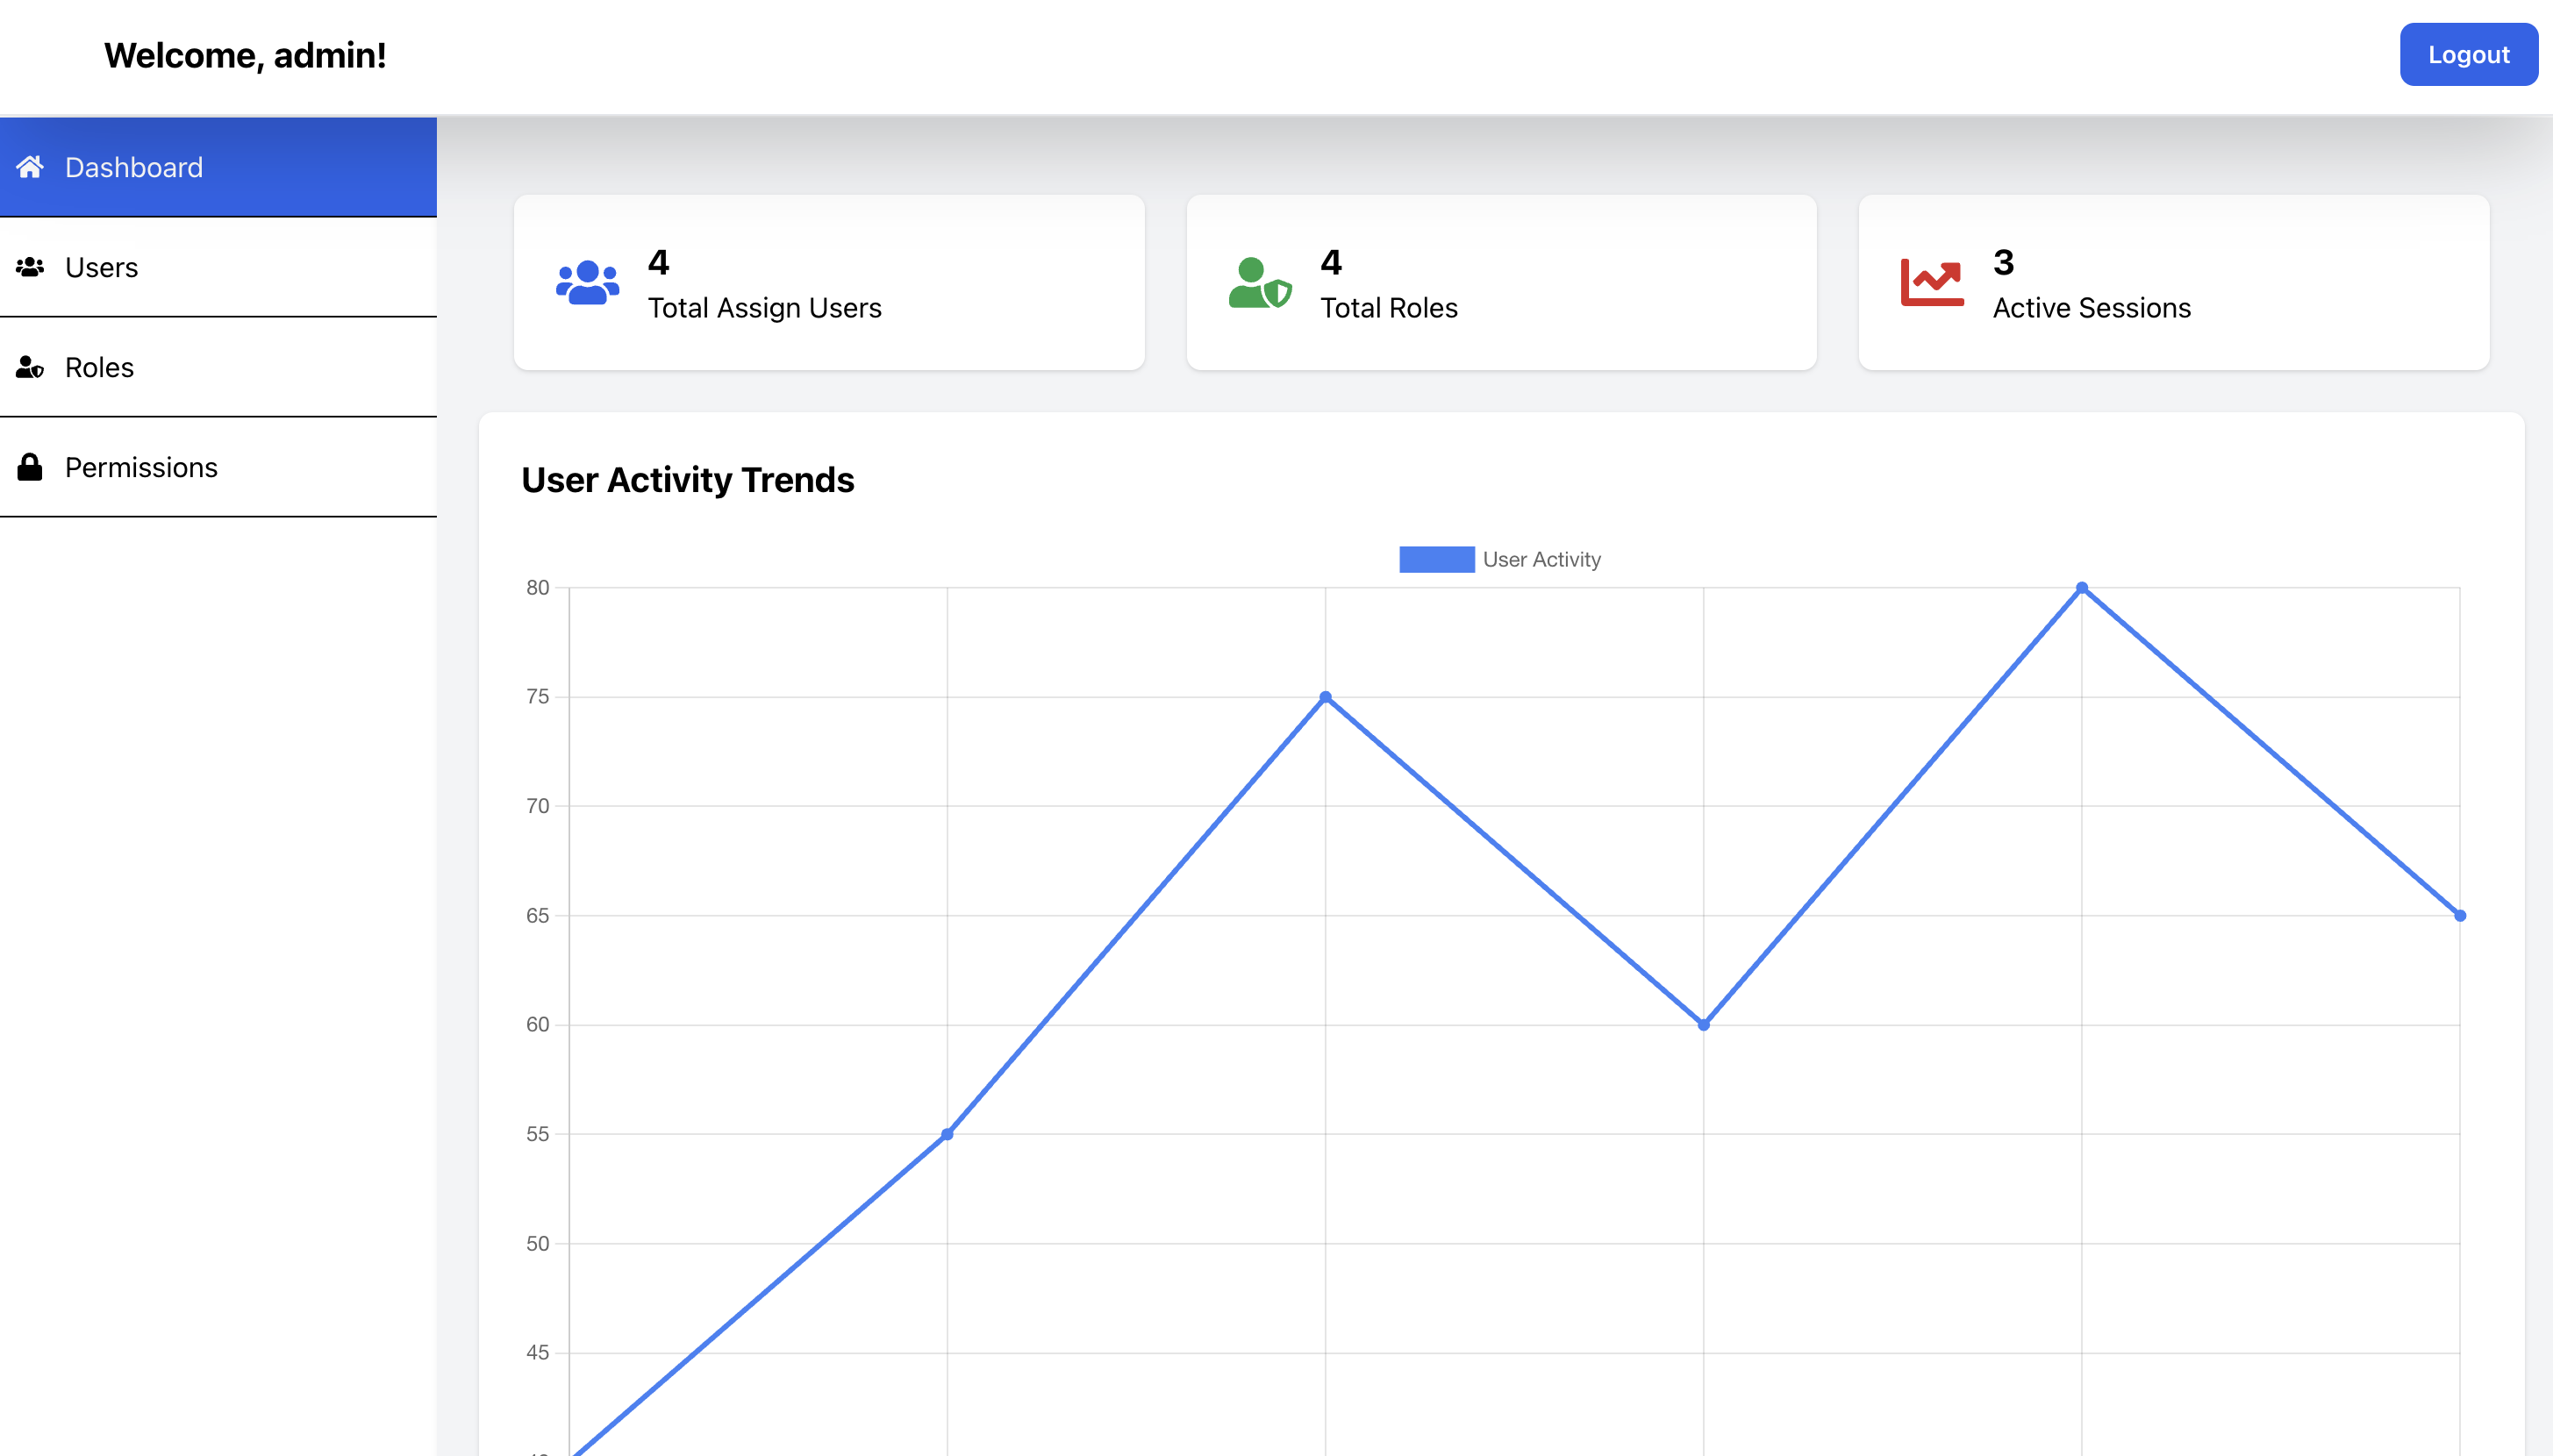 Welcome, admin!
Logout
Dashboard
Users
Roles
Permissions
4
Total Assign Users
4
Total Roles
3
Active Sessions
User Activity Trends
User Activity
80
75
70
65
60
55
50
45